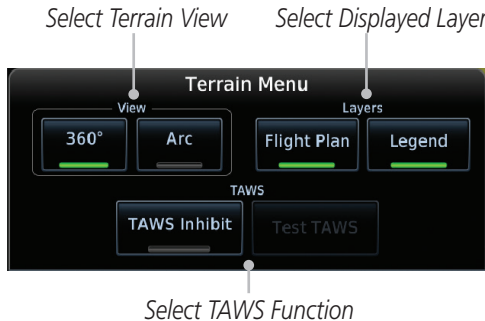 Select Terrain View
Select Displayed Layer
Terrain Menu
View
Layers
360°
Arc
Flight Plan
Legend
TAWS
TAWS Inhibit
Test TAWS
Select TAWS Function